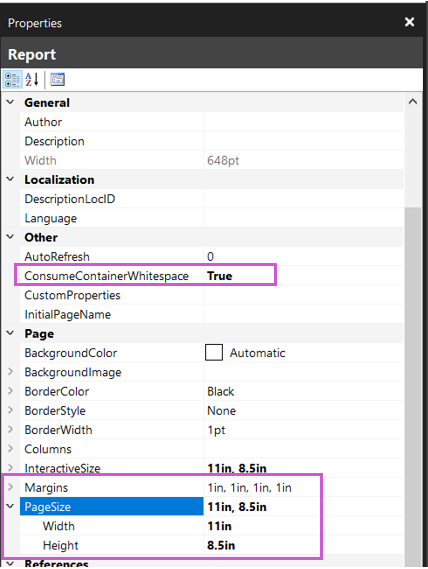 Properties
Report
General
Author
Description
Width 648pt
Localization
DescriptionLocID
Language
Other
AutoRefresh 0
ConsumeContainerWhitespace True
CustomProperties
InitialPageName
Page
BackgroundColor Automatic
BackgroundImage
BorderColor Black
BorderStyle None
BorderWidth 1pt
Columns
InteractiveSize 11in, 8.5in
Margins 1in, 1in, 1in, 1in
PageSize 11in, 8.5in
Width 11in
Height 8.5in
References